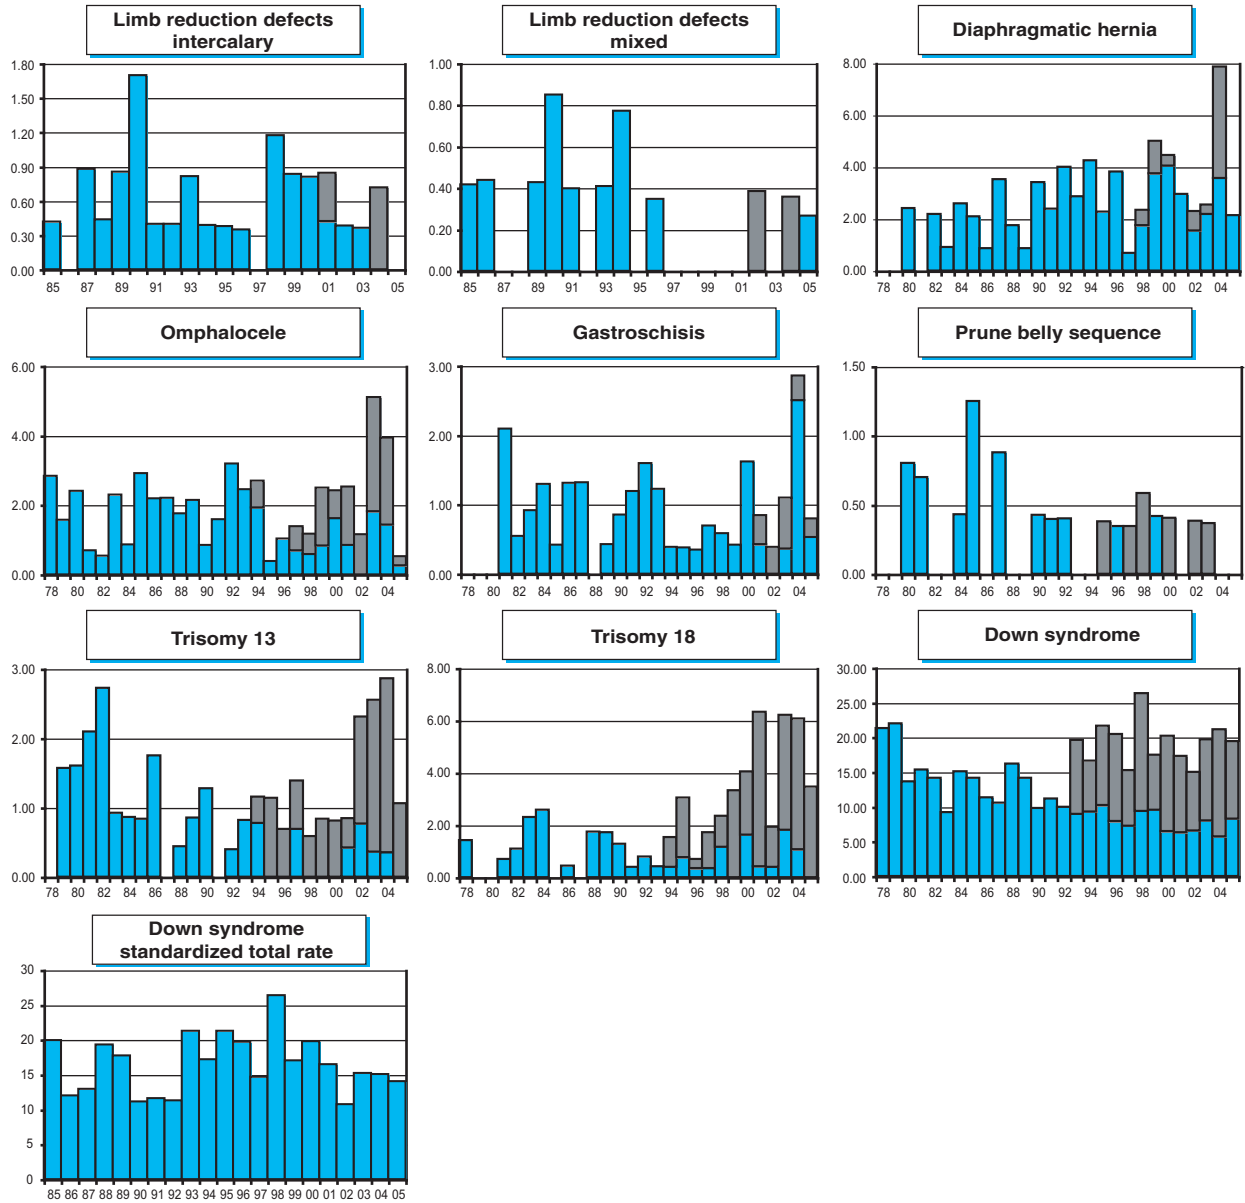 Limb reduction defects
intercalary
1.80
1.50
1.20
0.90
0.60
0.30
0.00
85 87 89 91 93 95 97 99 01 03 05
Limb reduction defects
mixed
1.00
0.80
0.60
0.40
0.20
0.00
85 87 89 91 93 95 97 99 01 02 05
Diaphragmatic hernia
8.00
6.00
4.00
2.00
0.00
78 80 82 84 86 88 90 92 94 96 98 00 02 04
Omphalocele
6.00
4.00
2.00
0.00
78 80 82 84 86 88 90 92 94 96 98 00 02 04
Gastroschisis
3.00
2.00
1.00
0.00
78 80 82 84 86 88 90 92 94 96 98 00 02 04
Prune belly sequence
1.50
1.00
0.50
0.00
78 80 82 84 86 88 90 92 94 96 98 00 02 04
Trisomy 13
3.00
2.00
1.00
0.00
78 80 82 84 86 88 90 92 94 96 98 00 02 04
Trisomy 18
8.00
6.00
4.00
2.00
0.00
78 80 82 84 86 88 90 92 94 96 98 00 02 04
Down syndrome
30.00
25.00
20.00
15.00
10.00
5.00
0.00
78 80 82 84 86 88 90 92 94 96 98 00 02 04
Down syndrome
standardized total rate
30
25
20
15
10
5
0
85 86 87 88 89 90 91 92 93 94 95 96 97 98 99 00 01 02 03 04 05